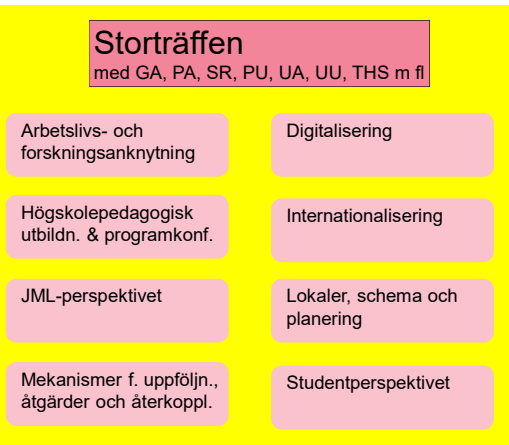 Storträffen
med GA, PA, SR, PU, UA, UU, THS m fl
Arbetslivs- och
forskningsanknytning
Digitalisering
Högskolepedagogisk
utbildn. & programkonf.
Internationalisering
JML-perspektivet
Lokaler, schema och
planering
Mekanismer f. uppföljn.,
åtgärder och återkoppl.
Studentperspektivet